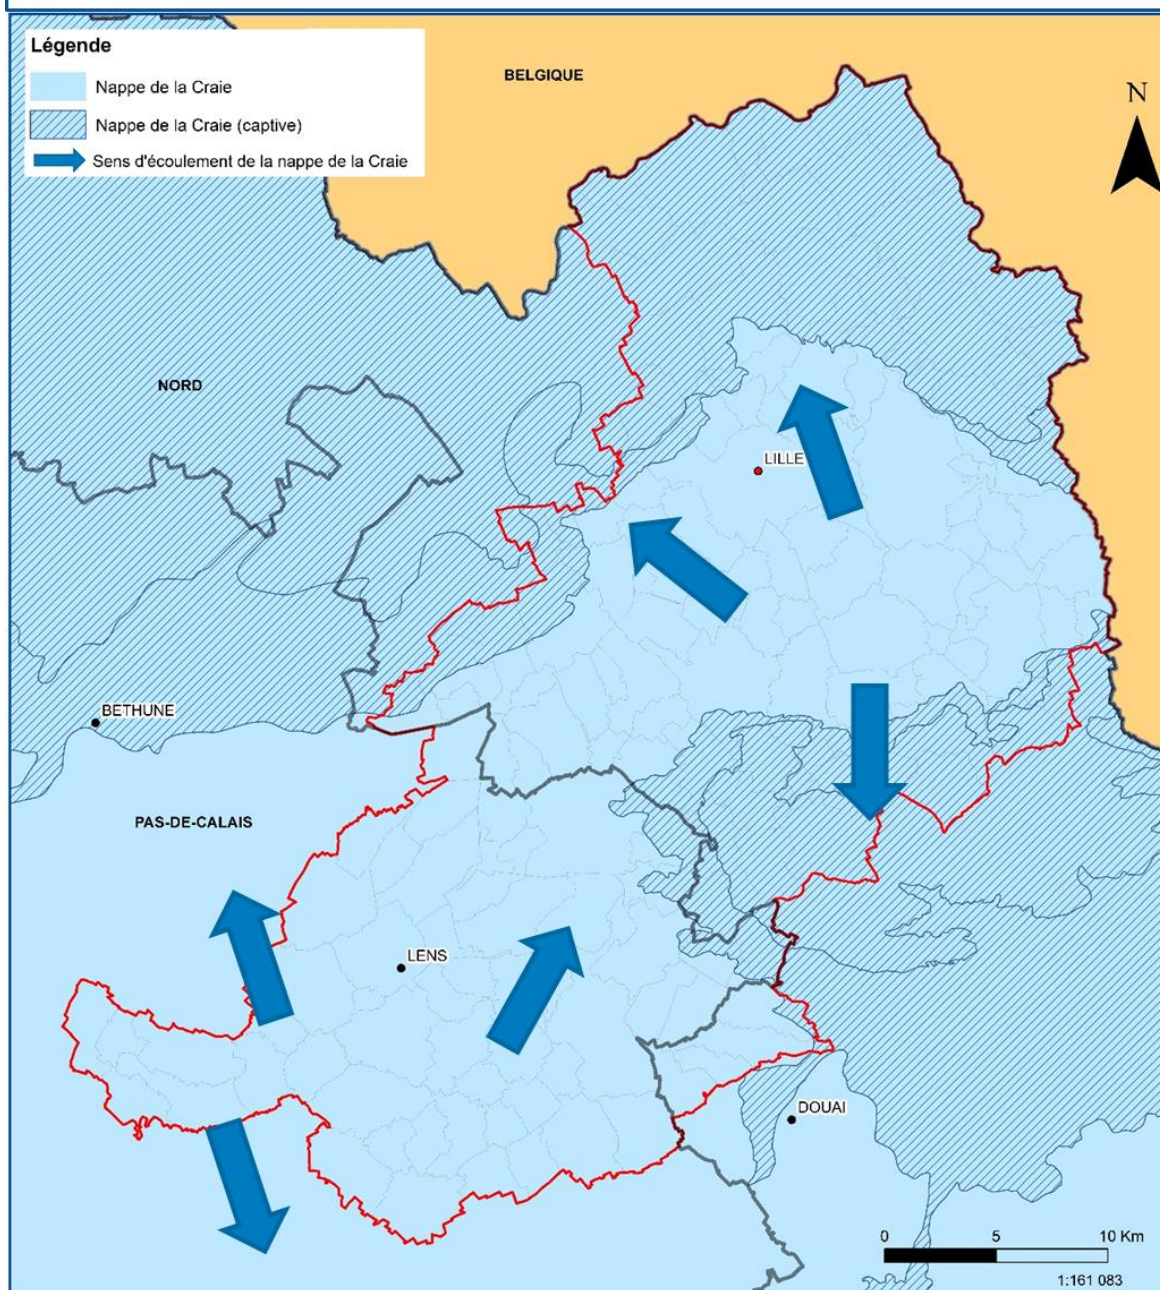 Légende
Nappe de la Craie
Nappe de la Craie (captive)
Sens d'écoulement de la nappe de la Craie
BELGIQUE
N
NORD
LILLE
BETHUNE
PAS-DE-CALAIS
LENS
DOUAI
0 5 10 Km
1:161 083